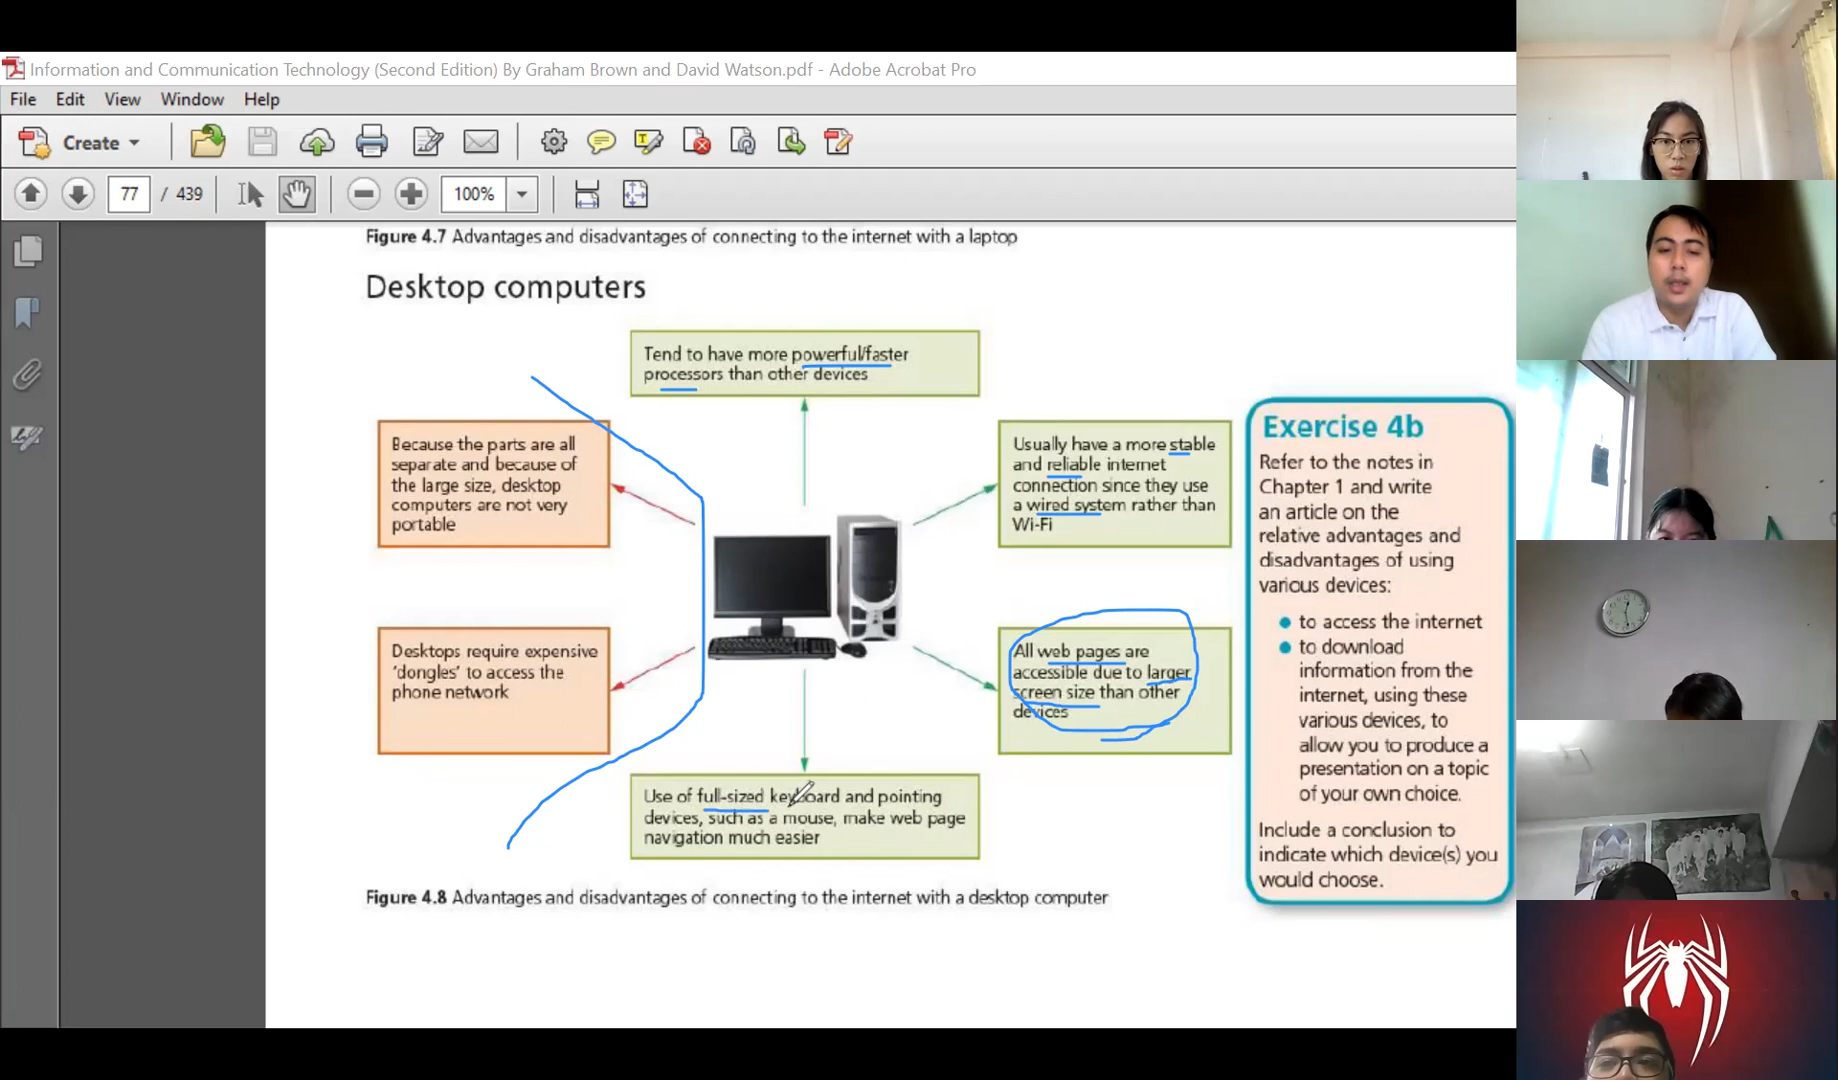 Information and Communication Technology (Second Edition) By Graham Brown and David Watson.pdf - Adobe Acrobat Pro
File Edit View Window Help
Create
77 / 439 100%
Figure 4.7 Advantages and disadvantages of connecting to the internet with a laptop
Desktop computers
Tend to have more powerful/faster
processors than other devices
Because the parts are all
separate and because of
the large size, desktop
computers are not very
portable
Usually have a more stable
and reliable internet
connection since they use
a wired system rather than
Wi-Fi
Desktops require expensive
'dongles' to access the
phone network
All web pages are
accessible due to larger
screen size than other
devices
Use of full-sized keyboard and pointing
devices, such as a mouse, make web page
navigation much easier
Figure 4.8 Advantages and disadvantages of connecting to the internet with a desktop computer
Exercise 4b
Refer to the notes in
Chapter 1 and write
an article on the
relative advantages and
disadvantages of using
various devices:
to access the internet
to download
information from the
internet, using these
various devices, to
allow you to produce a
presentation on a topic
of your own choice.
Include a conclusion to
indicate which device(s) you
would choose.